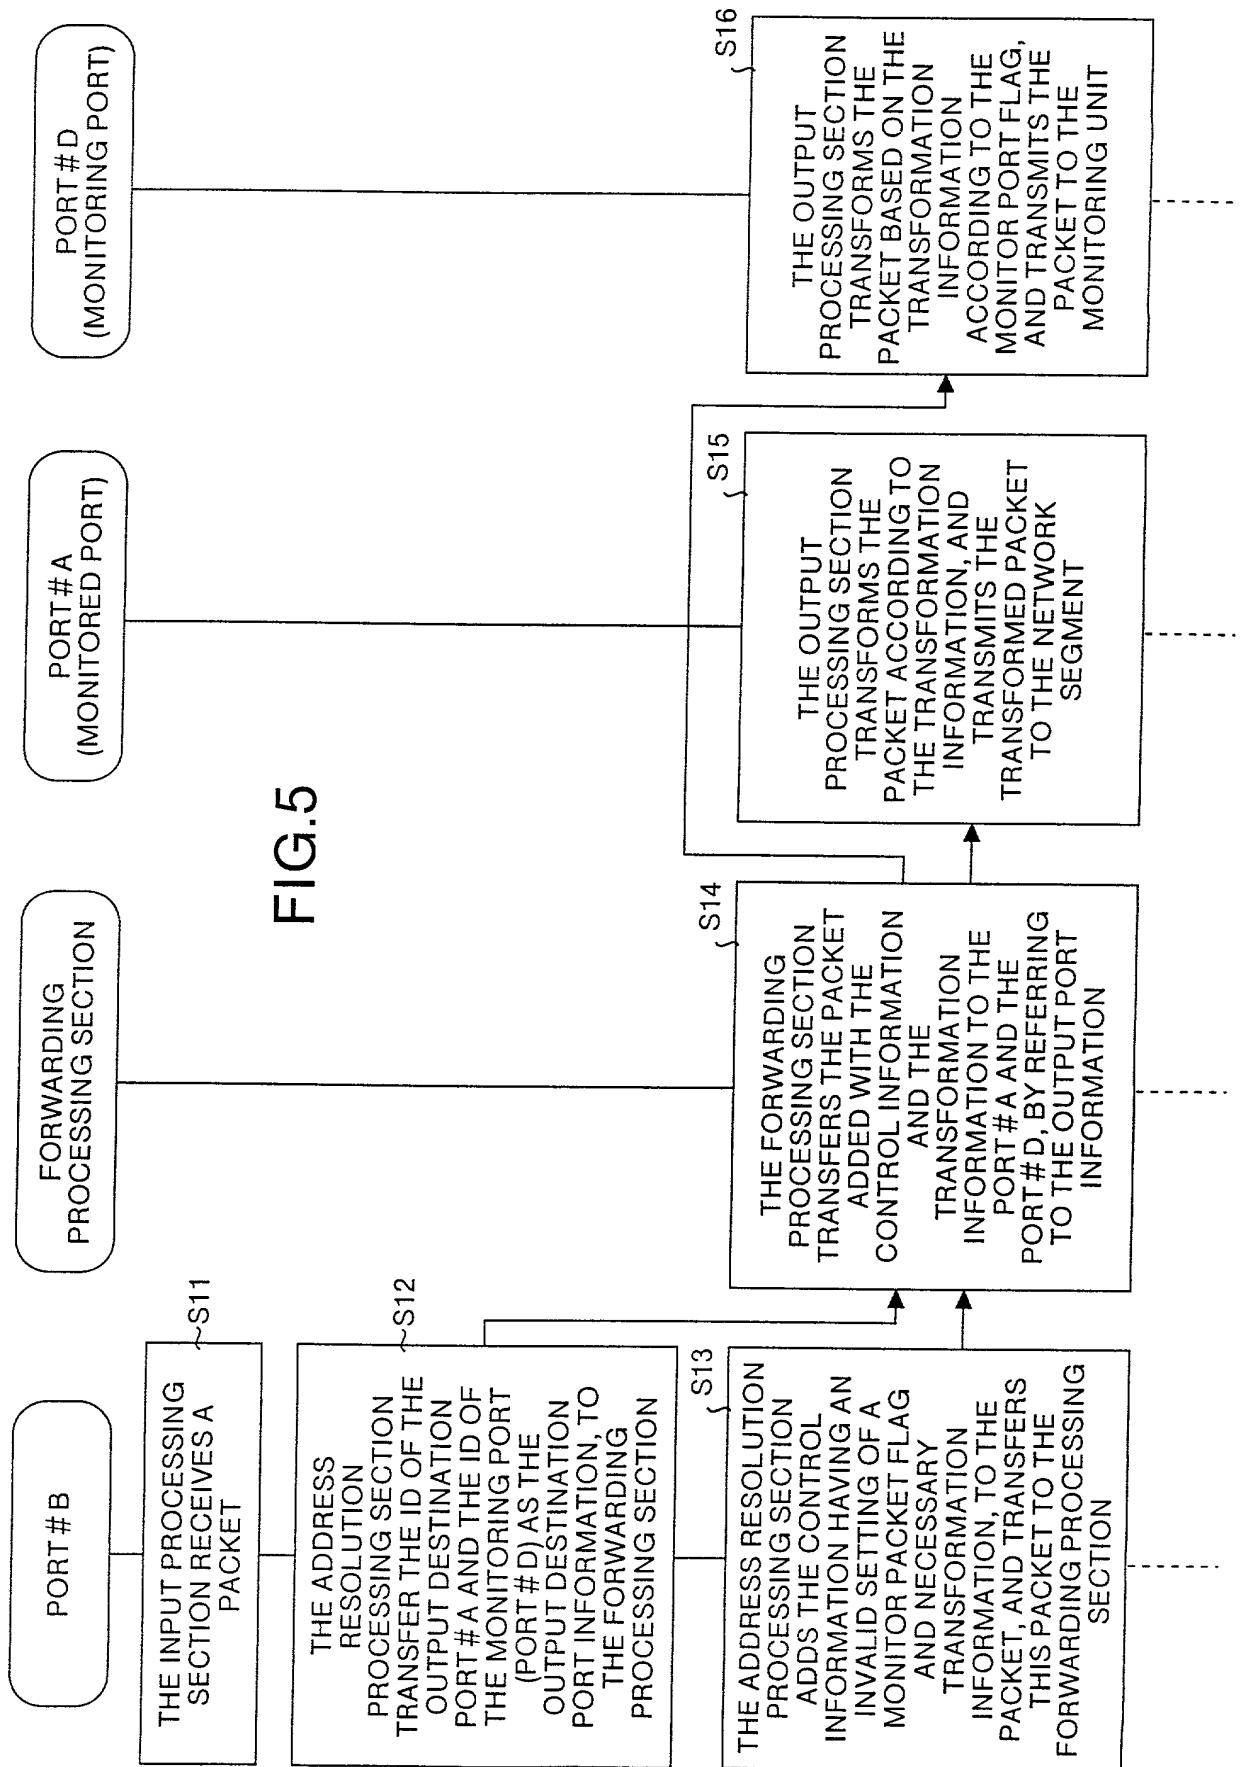 FIG.5
PORT#B
FORWARDING
PROCESSING SECTION
PORT#A
(MONITORED PORT)
PORT#D
(MONITORING PORT)
S11
THE INPUT PROCESSING
SECTION RECEIVES A
PACKET
S12
THE ADDRESS
RESOLUTION
PROCESSING SECTION
TRANSFER THE ID OF THE
OUTPUT DESTINATION
PORT#A AND THE ID OF
THE MONITORING PORT
(PORT#D) AS THE
OUTPUT DESTINATION
PORT INFORMATION, TO
THE FORWARDING
PROCESSING SECTION
S13
THE ADDRESS RESOLUTION
PROCESSING SECTION
ADDS THE CONTROL
INFORMATION HAVING AN
INVALID SETTING OF A
MONITOR PACKET FLAG
AND NECESSARY
TRANSFORMATION
INFORMATION, TO THE
PACKET, AND TRANSFERS
THIS PACKET TO THE
FORWARDING PROCESSING
SECTION
S14
THE FORWARDING
PROCESSING SECTION
TRANSFERS THE PACKET
ADDED WITH THE
CONTROL INFORMATION
AND THE
TRANSFORMATION
INFORMATION TO THE
PORT#A AND THE
PORT#D, BY REFERRING
TO THE OUTPUT PORT
INFORMATION
S15
THE OUTPUT
PROCESSING SECTION
TRANSFORMS THE
PACKET ACCORDING TO
THE TRANSFORMATION
INFORMATION, AND
TRANSMITS THE
TRANSFORMED PACKET
TO THE NETWORK
SEGMENT
S16
THE OUTPUT
PROCESSING SECTION
TRANSFORMS THE
PACKET BASED ON THE
TRANSFORMATION
INFORMATION
ACCORDING TO THE
MONITOR PORT FLAG,
AND TRANSMITS THE
PACKET TO THE
MONITORING UNIT